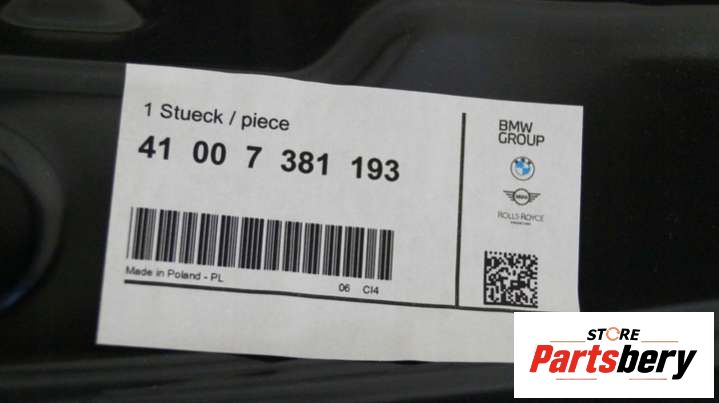 1 Stueck / piece
41 00 7 381 193
Made in Poland - PL
06 CI4
BMW
GROUP
MINI
ROLLS-ROYCE
STORE
Partsbery